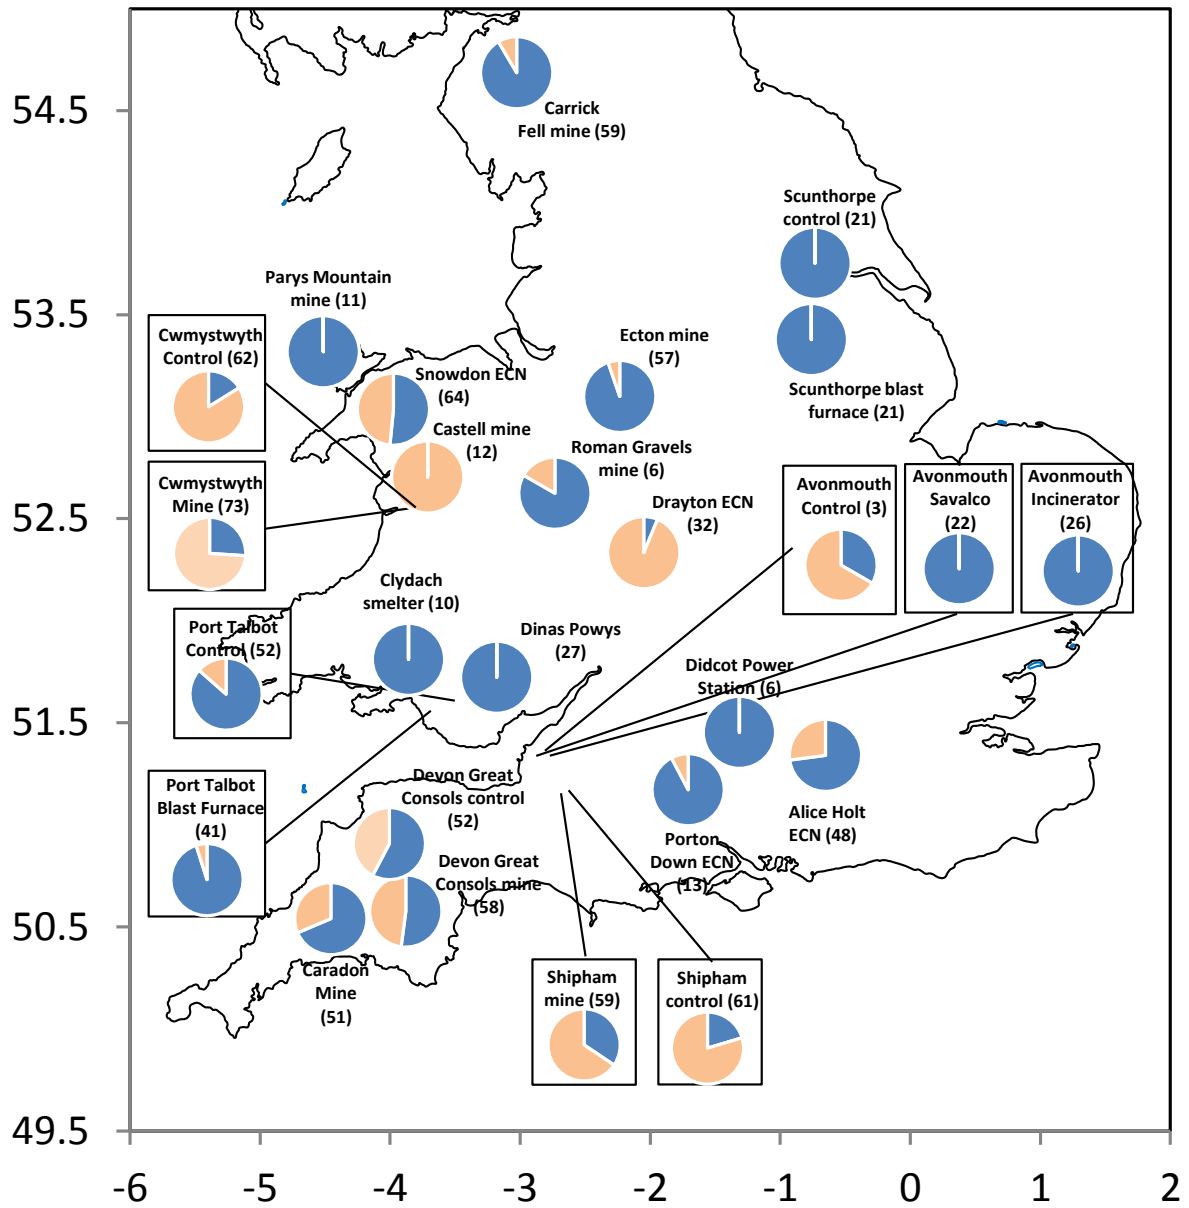 54.5
53.5
52.5
51.5
50.5
49.5
-6
-5
-4
-3
-2
-1
0
1
2
Carrick
Fell mine (59)
Scunthorpe
control (21)
Parys Mountain
mine (11)
Cwmystwyth
Control (62)
Snowdon ECN
(64)
Ecton mine
(57)
Scunthorpe blast
furnace (21)
Castell mine
(12)
Roman Gravels
mine (6)
Cwmystwyth
Mine (73)
Drayton ECN
(32)
Avonmouth
Control (3)
Avonmouth
Savalco
(22)
Avonmouth
Incinerator
(26)
Clydach
smelter (10)
Port Talbot
Control (52)
Dinas Powys
(27)
Didcot Power
Station (6)
Port Talbot
Blast Furnace
(41)
Devon Great
Consols control
(52)
Alice Holt
ECN (48)
Porton
Down ECN
(13)
Devon Great
Consols mine
(58)
Caradon
Mine
(51)
Shipham
mine (59)
Shipham
control (61)